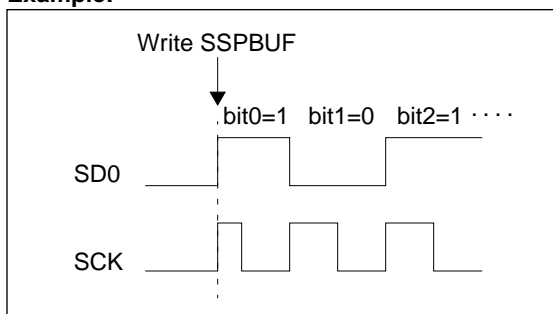 Example:
Write SSPBUF
bit0=1 bit1=0 bit2=1 ....
SD0
SCK